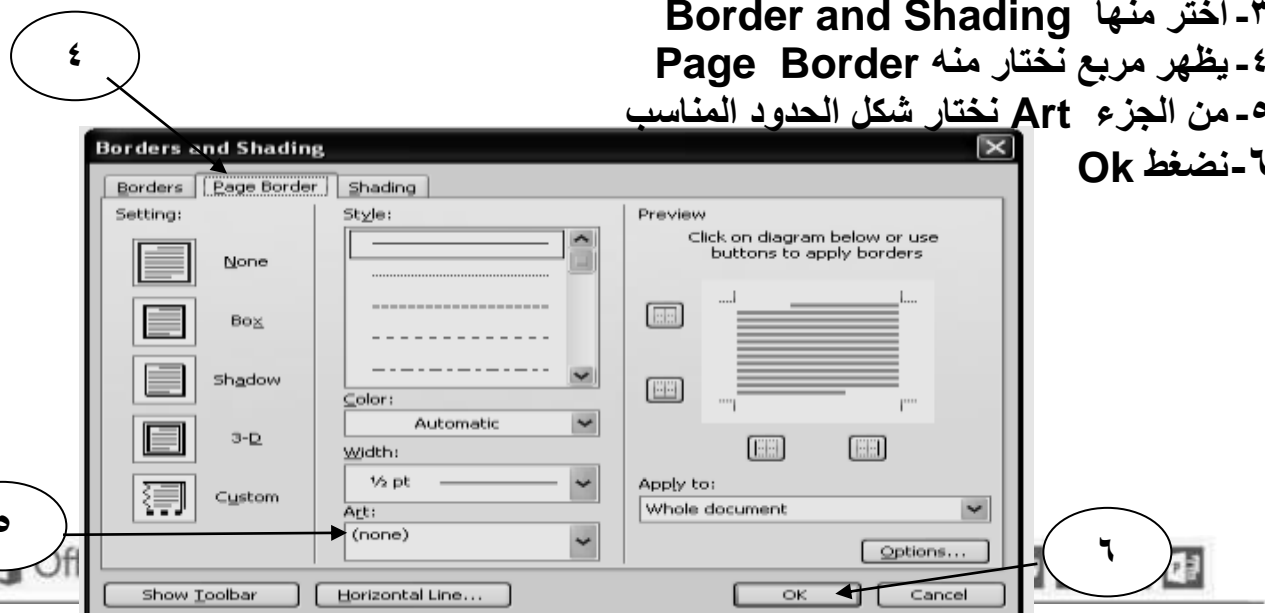 ٣- اختر منها Border and Shading
٤- يظهر مربع نختار منه Page Border
٥- من الجزء Art نختار شكل الحدود المناسب
٦-نضغط Ok
٤
Borders and Shading
Borders Page Border Shading
Setting:
None
Box
Shadow
3-D
Custom
Style:
Color:
Automatic
Width:
½ pt
Art:
(none)
Preview
Click on diagram below or use
buttons to apply borders
Apply to:
Whole document
Options...
Show Toolbar Horizontal Line... OK Cancel
٥
٦